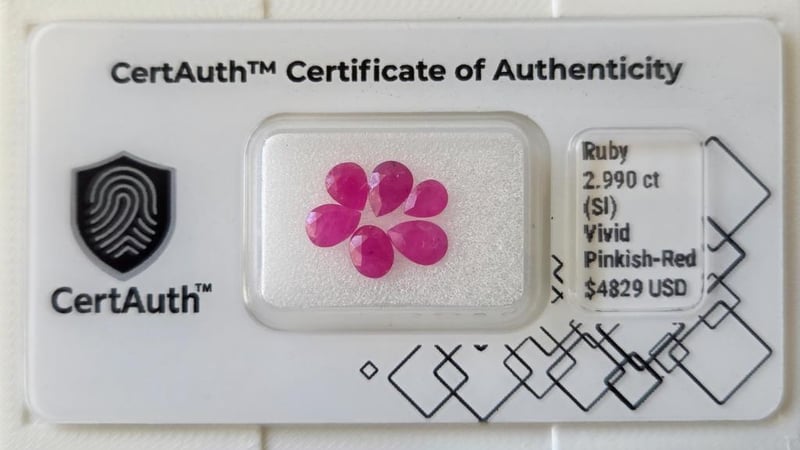 CertAuth™ Certificate of Authenticity
CertAuth™
Ruby
2.990 ct
(SI)
Vivid
Pinkish-Red
$4829 USD